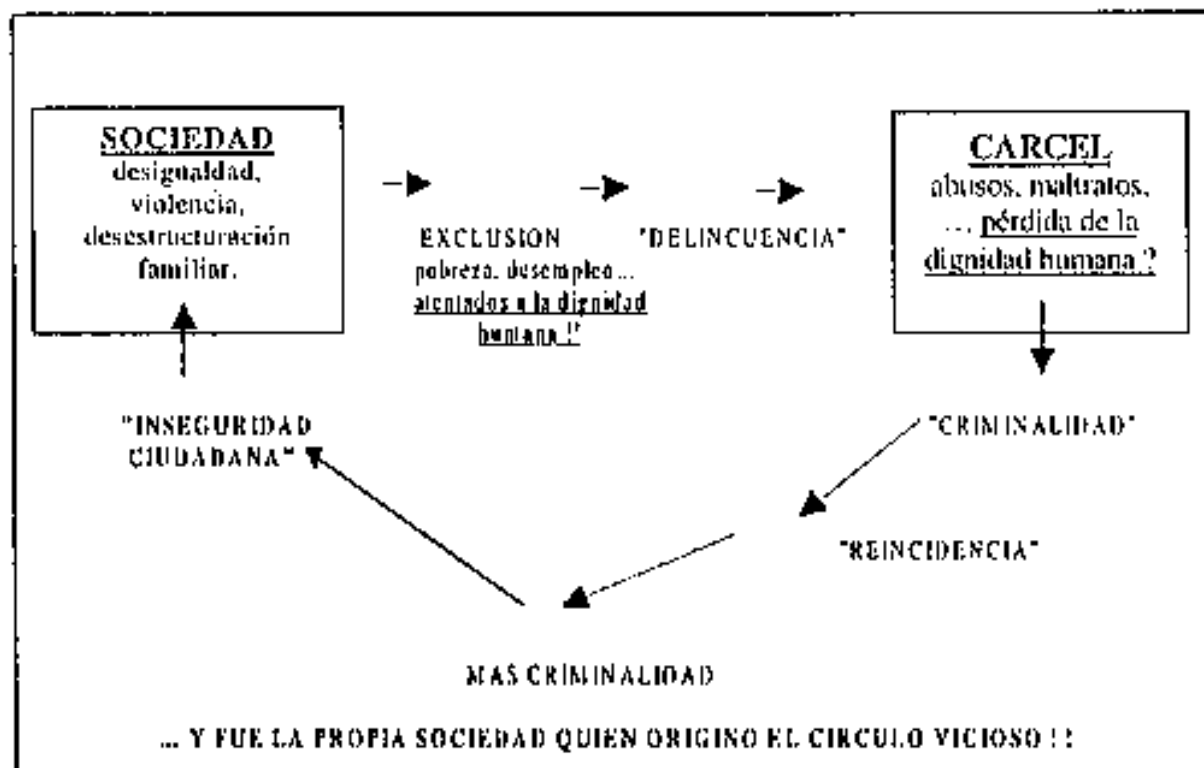 SOCIEDAD
desigualdad,
violencia,
desestructuración
familiar.
EXCLUSION
pobreza, desempleo...
atentados a la dignidad
humana !?
"DELINCUENCIA"
CARCEL
abusos, maltratos,
... pérdida de la
dignidad humana ?
"CRIMINALIDAD"
"REINCIDENCIA"
MAS CRIMINALIDAD
"INSEGURIDAD
CIUDADANA"
... Y FUE LA PROPIA SOCIEDAD QUIEN ORIGINO EL CIRCULO VICIOSO ! ?